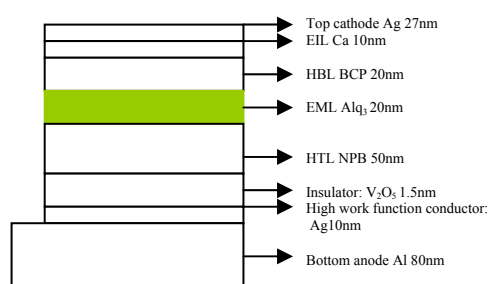 Top cathode Ag 27nm
EIL Ca 10nm
HBL BCP 20nm
EML Alq₃ 20nm
HTL NPB 50nm
Insulator: V₂O₅ 1.5nm
High work function conductor:
Ag10nm
Bottom anode Al 80nm